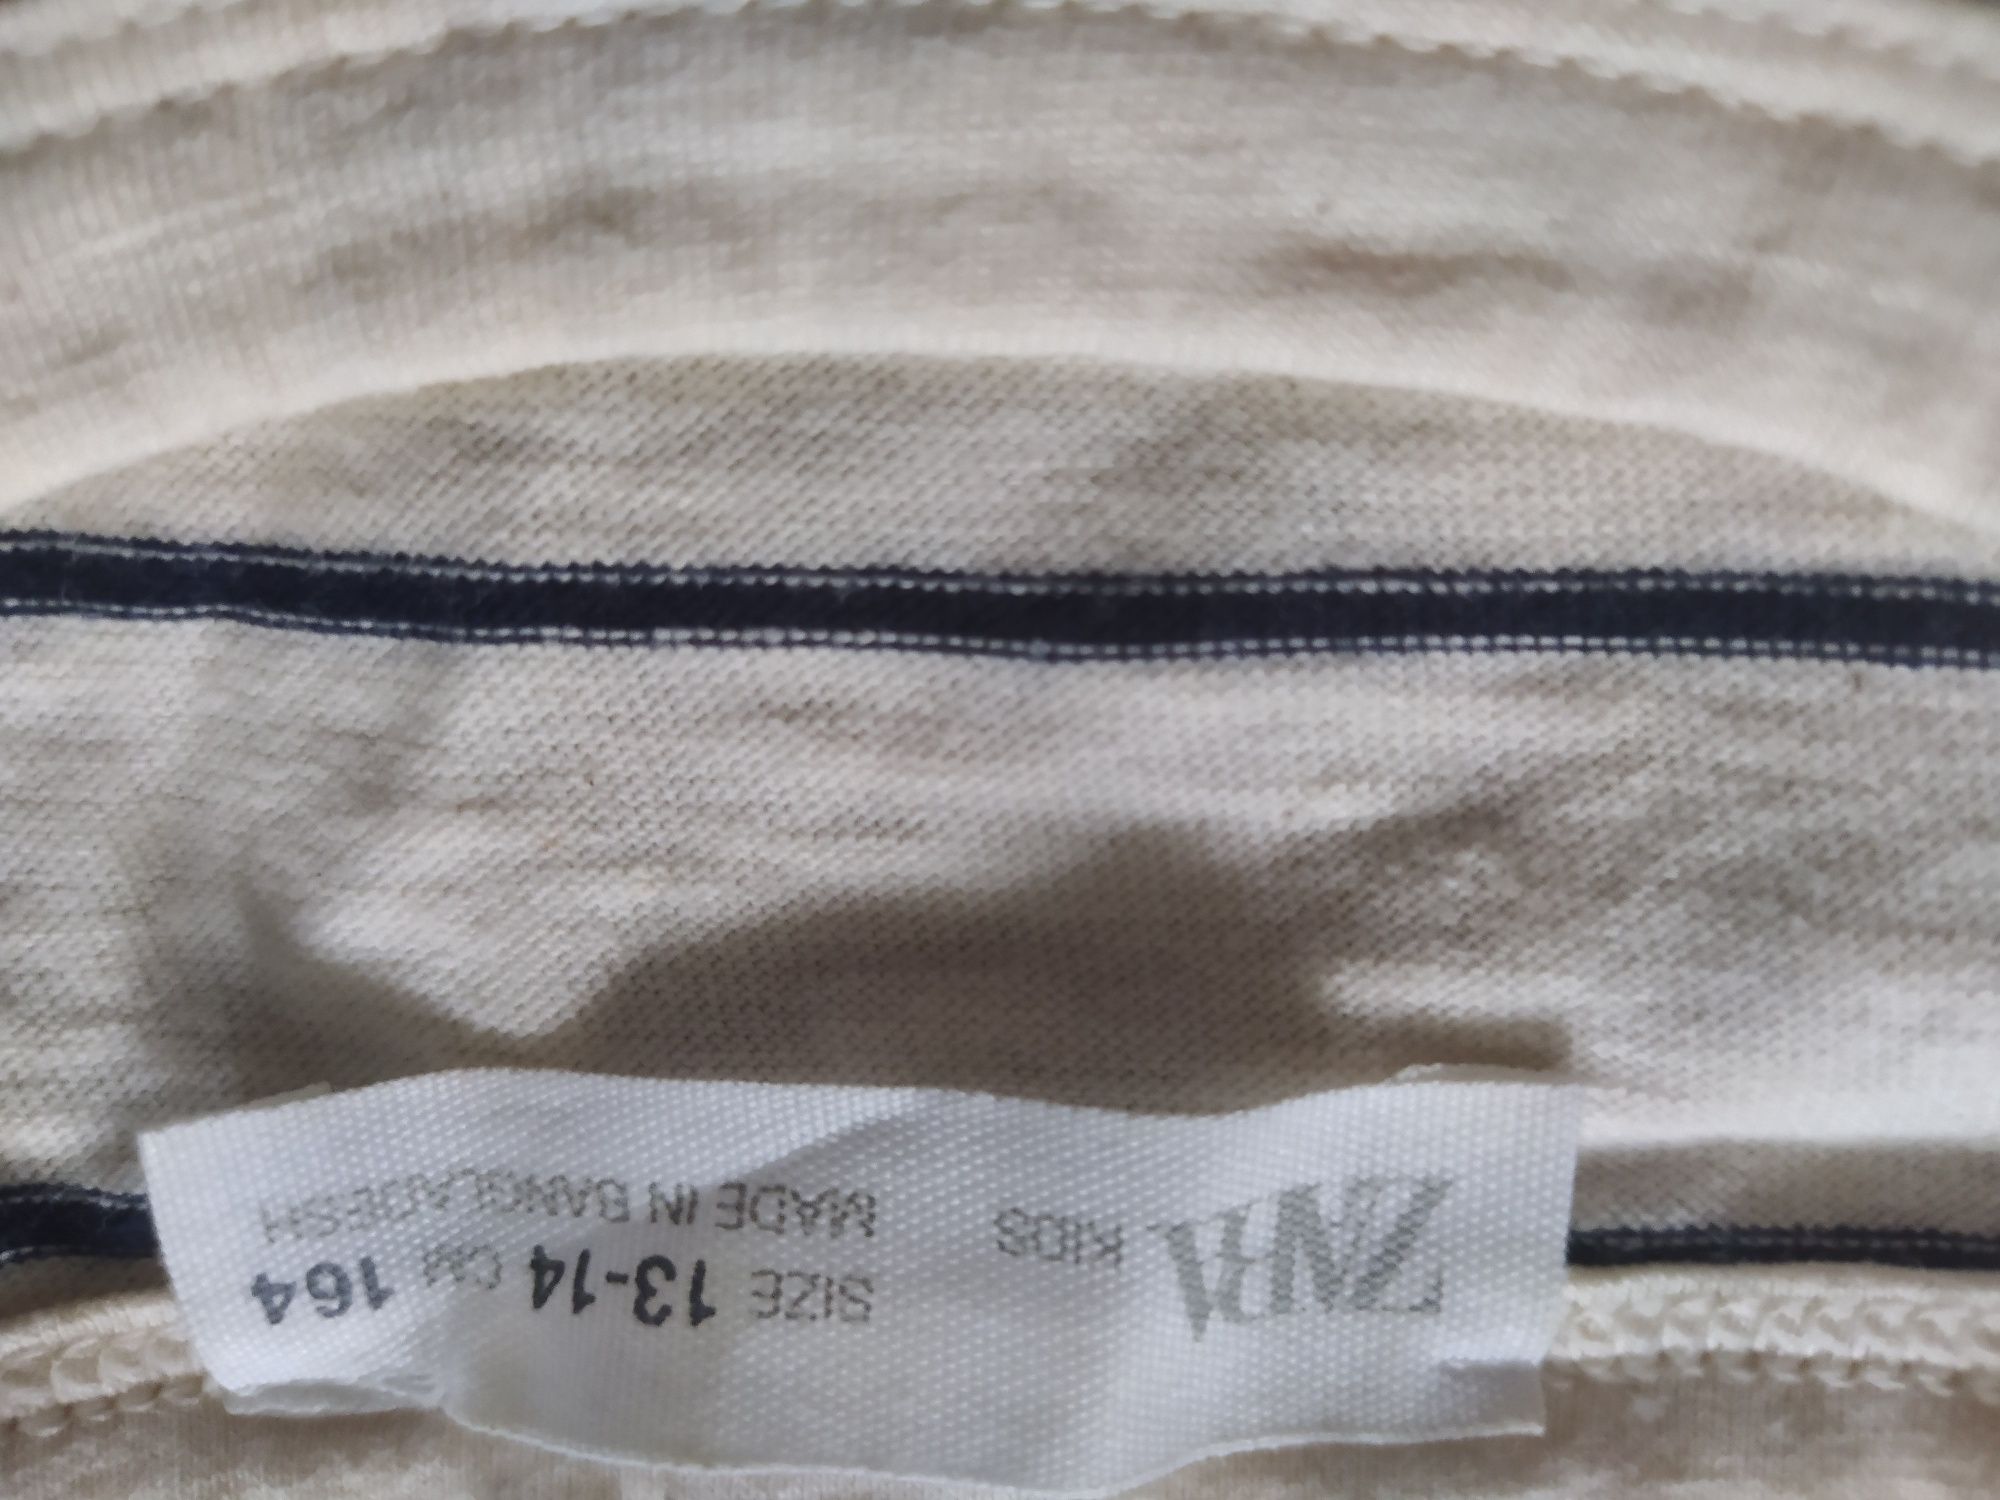 ZARA KIDS
SIZE 13-14 CM 164
MADE IN BANGLADESH